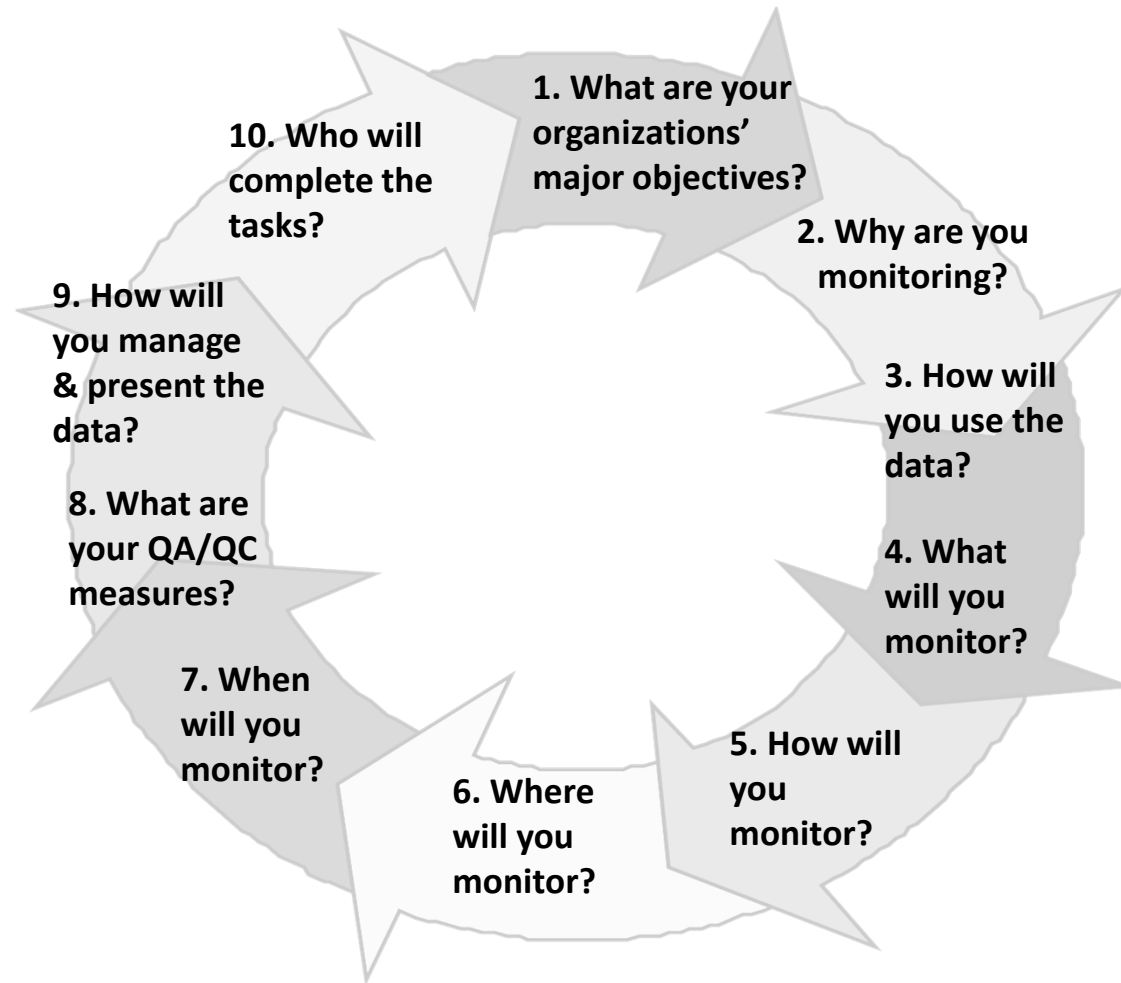 1. What are your
organizations’
major objectives?
2. Why are you
monitoring?
3. How will
you use the
data?
4. What
will you
monitor?
5. How will
you
monitor?
6. Where
will you
monitor?
7. When
will you
monitor?
8. What are
your QA/QC
measures?
9. How will
you manage
& present the
data?
10. Who will
complete the
tasks?